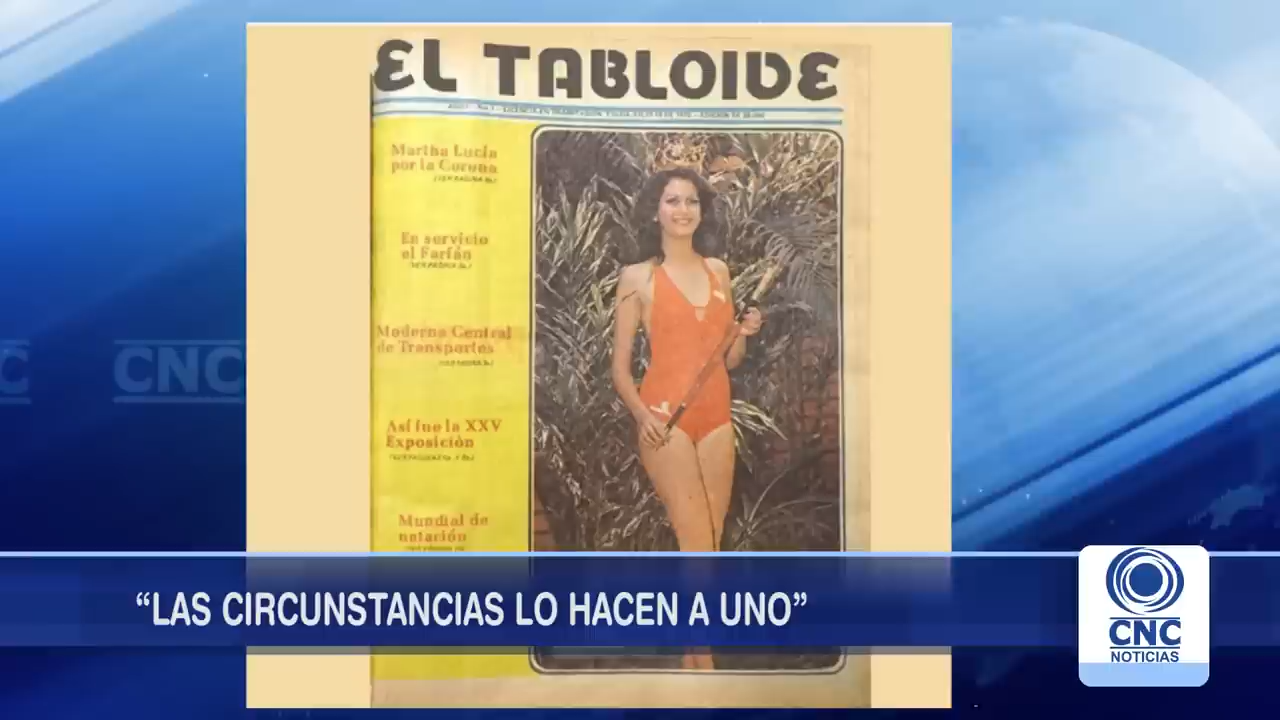 EL TABLOIDE
Martha Lucía
por la Corona
En servicio
el Farfán
Moderna Central
de Transportes
Así fue la XXV
Exposición
Mundial de
natación
CNC
"LAS CIRCUNSTANCIAS LO HACEN A UNO"
CNC
NOTICIAS